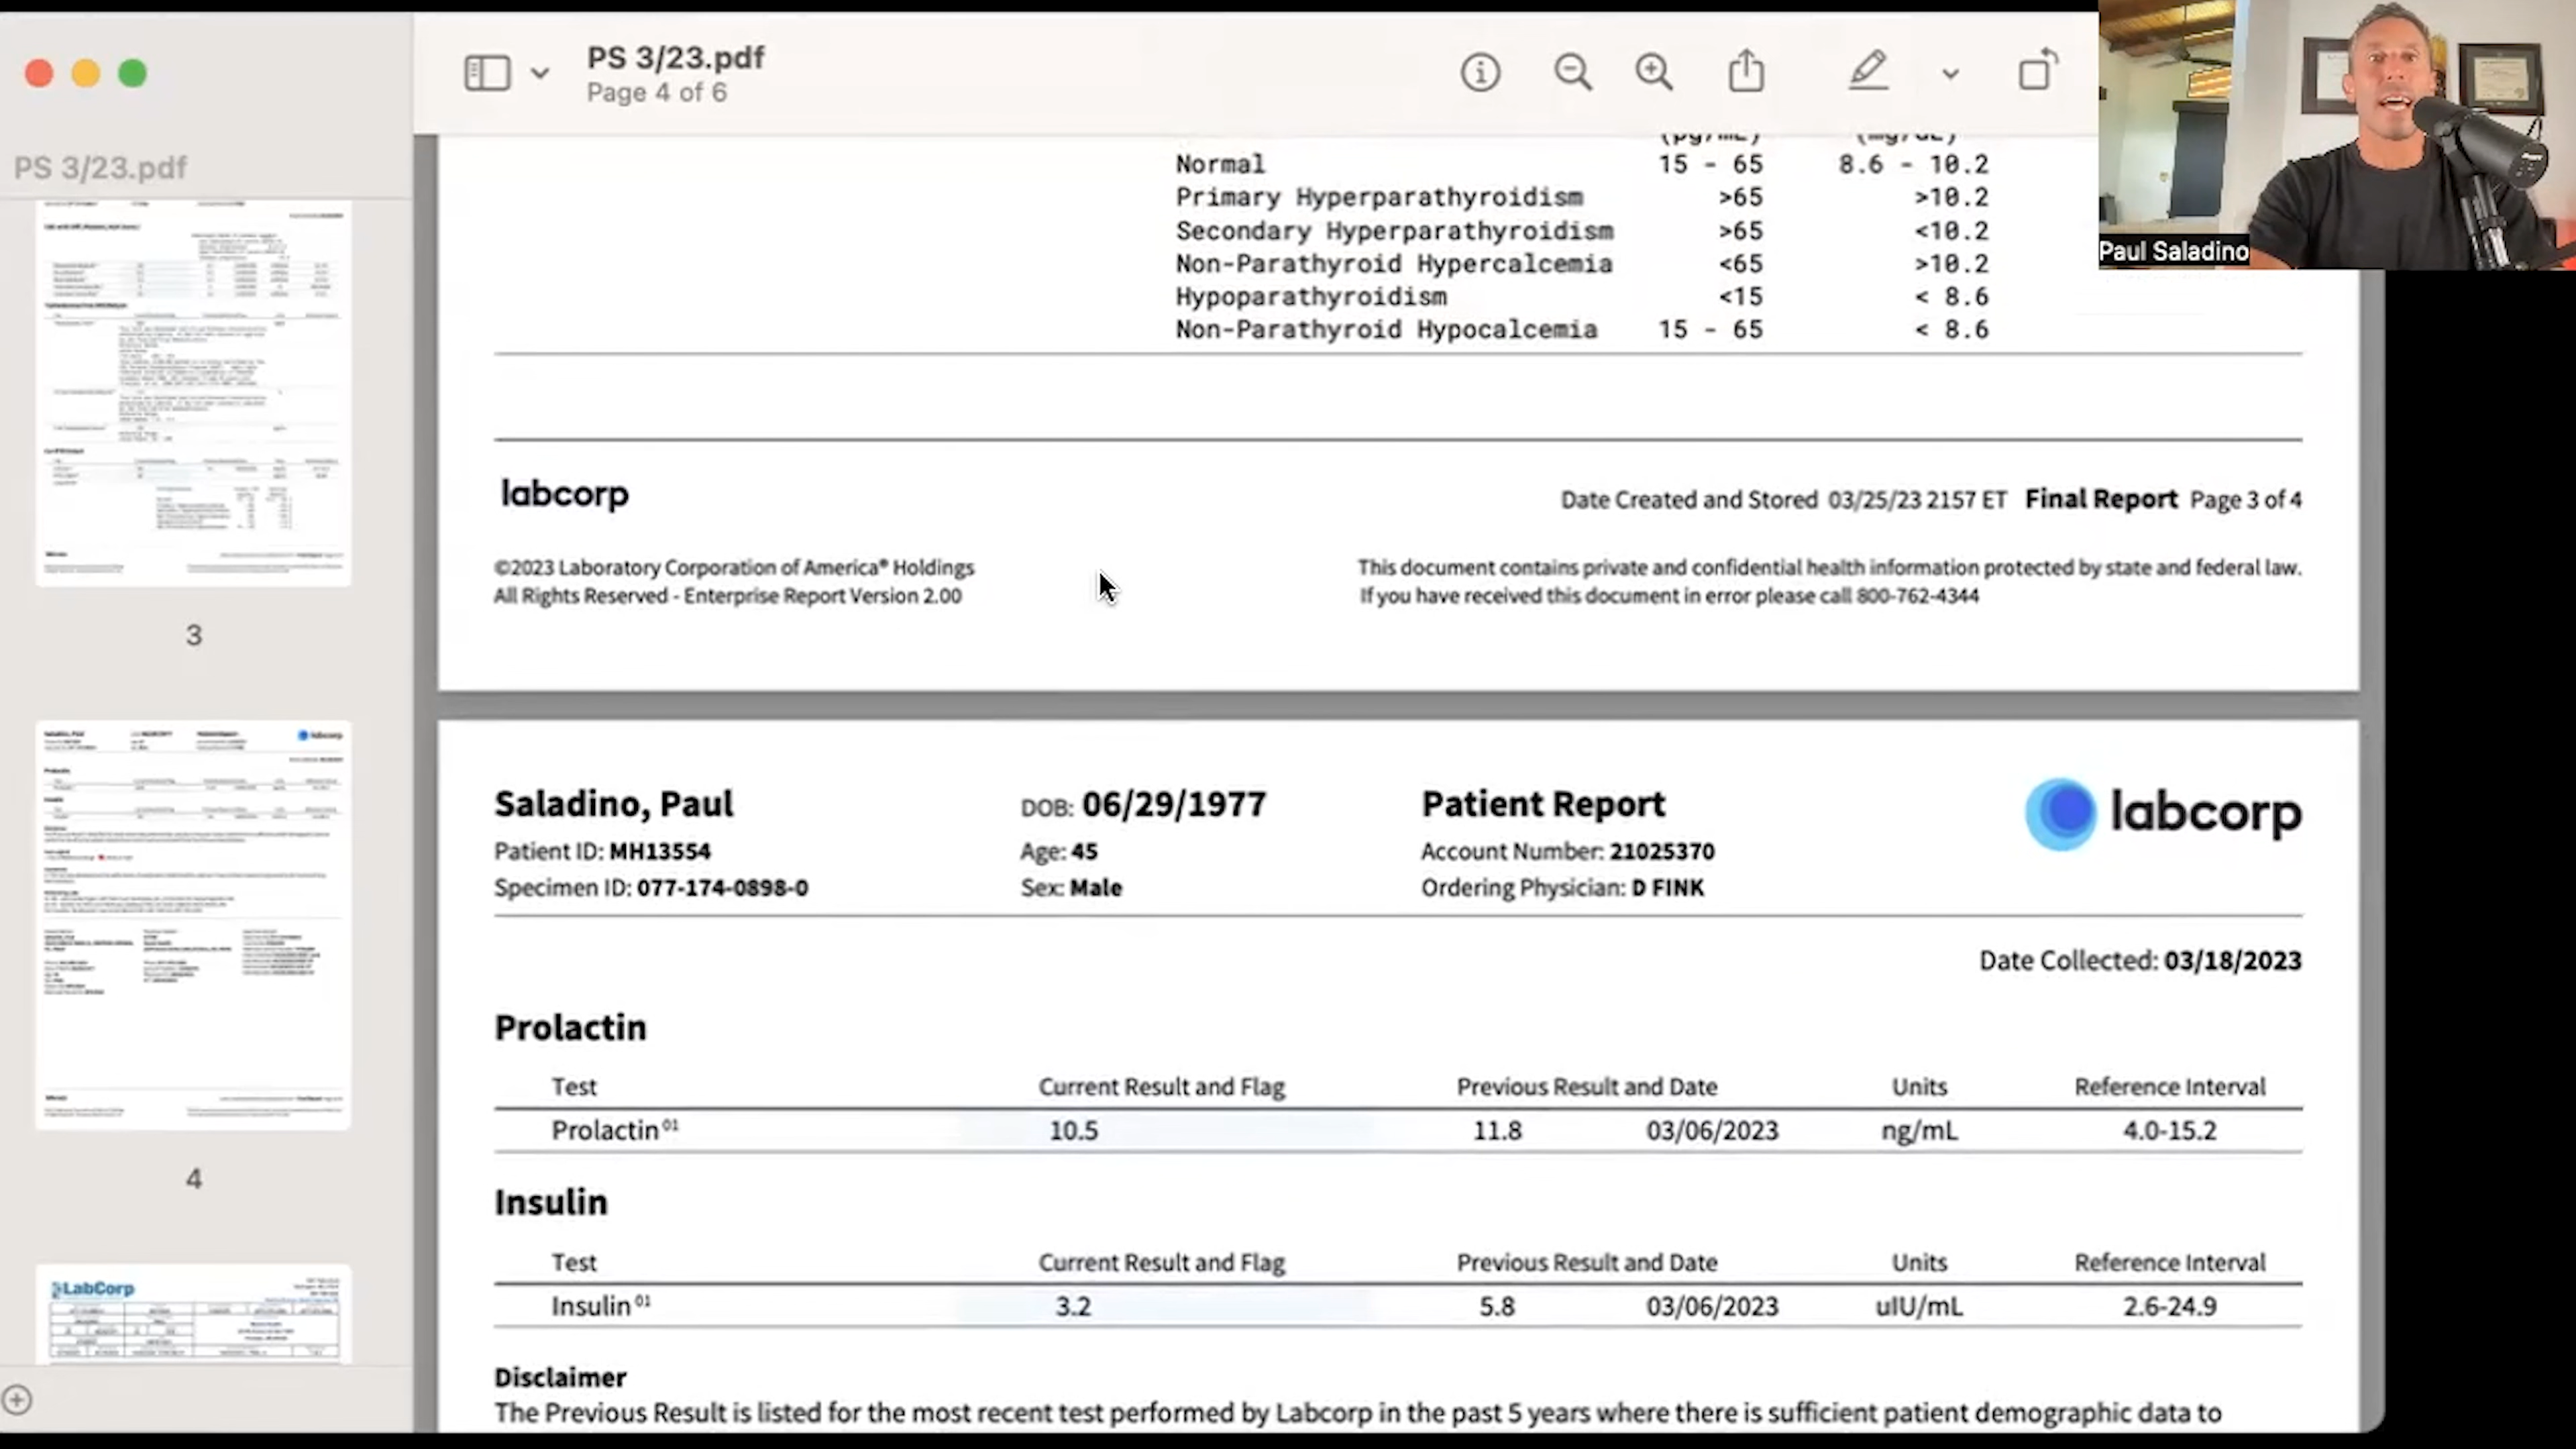 PS 3/23.pdf
Page 4 of 6
PS 3/23.pdf
3
4
LabCorp
Paul Saladino
(pg/mL) (mg/dL)
Normal 15 - 65 8.6 - 10.2
Primary Hyperparathyroidism >65 >10.2
Secondary Hyperparathyroidism >65 <10.2
Non-Parathyroid Hypercalcemia <65 >10.2
Hypoparathyroidism <15 < 8.6
Non-Parathyroid Hypocalcemia 15 - 65 < 8.6
labcorp
Date Created and Stored 03/25/23 2157 ET Final Report Page 3 of 4
©2023 Laboratory Corporation of America® Holdings
All Rights Reserved - Enterprise Report Version 2.00
This document contains private and confidential health information protected by state and federal law.
If you have received this document in error please call 800-762-4344
Saladino, Paul DOB: 06/29/1977 Patient Report labcorp
Patient ID: MH13554 Age: 45 Account Number: 21025370
Specimen ID: 077-174-0898-0 Sex: Male Ordering Physician: D FINK
Date Collected: 03/18/2023
Prolactin
Test Current Result and Flag Previous Result and Date Units Reference Interval
Prolactin 01 10.5 11.8 03/06/2023 ng/mL 4.0-15.2
Insulin
Test Current Result and Flag Previous Result and Date Units Reference Interval
Insulin 01 3.2 5.8 03/06/2023 uIU/mL 2.6-24.9
Disclaimer
The Previous Result is listed for the most recent test performed by Labcorp in the past 5 years where there is sufficient patient demographic data to